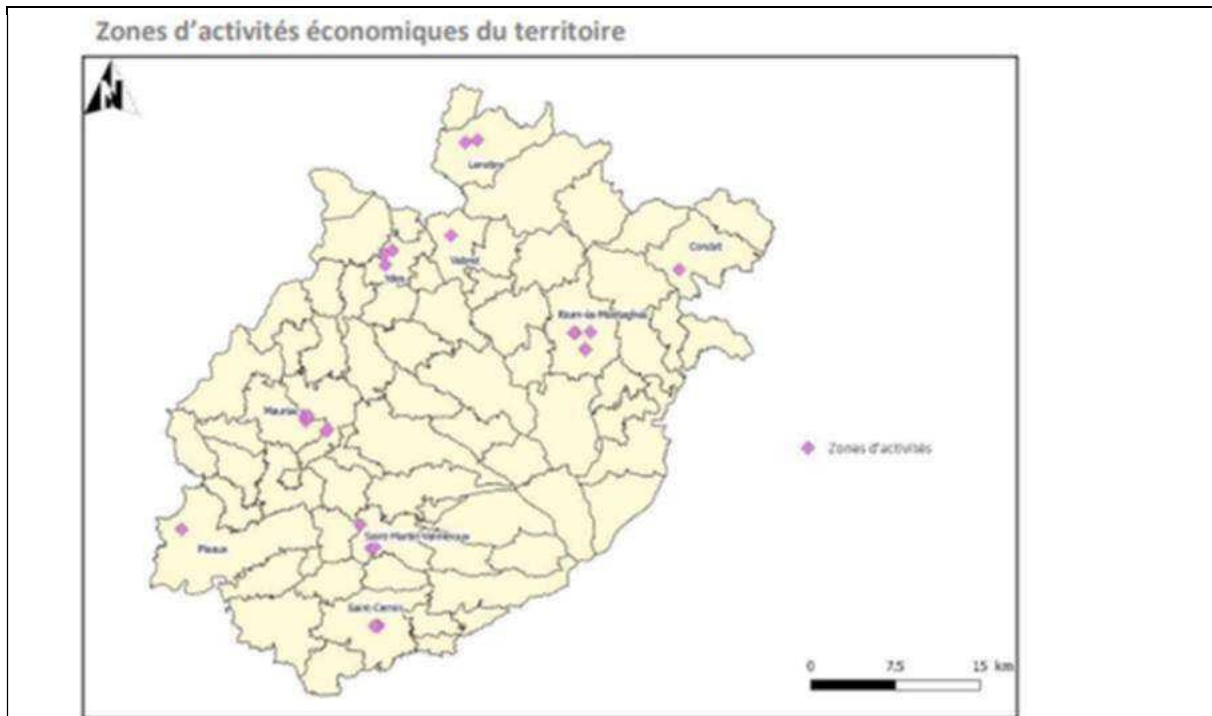 Zones d'activités économiques du territoire
N
Lanobre
Condat
Vebret
Ydes
Riom-ès-Montagnes
Mauriac
Zones d'activités
Saint-Martin-Valmeroux
Pleaux
Saint-Cernin
0 7.5 15 km